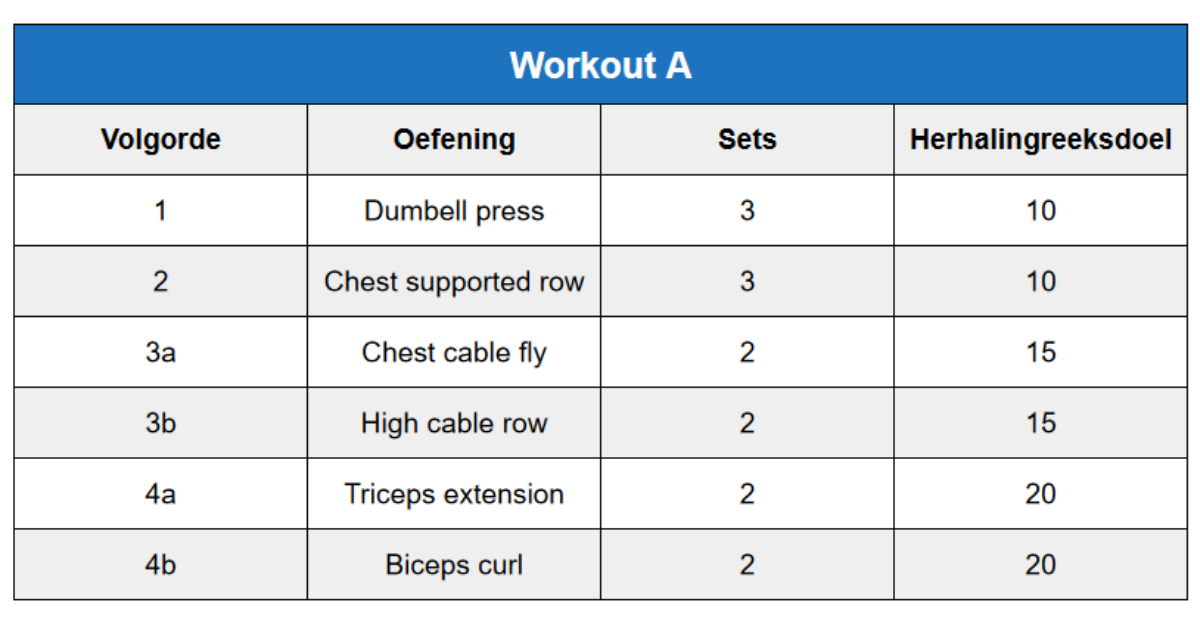 Workout A
Volgorde Oefening Sets Herhalingreeksdoel
1 Dumbell press 3 10
2 Chest supported row 3 10
3a Chest cable fly 2 15
3b High cable row 2 15
4a Triceps extension 2 20
4b Biceps curl 2 20